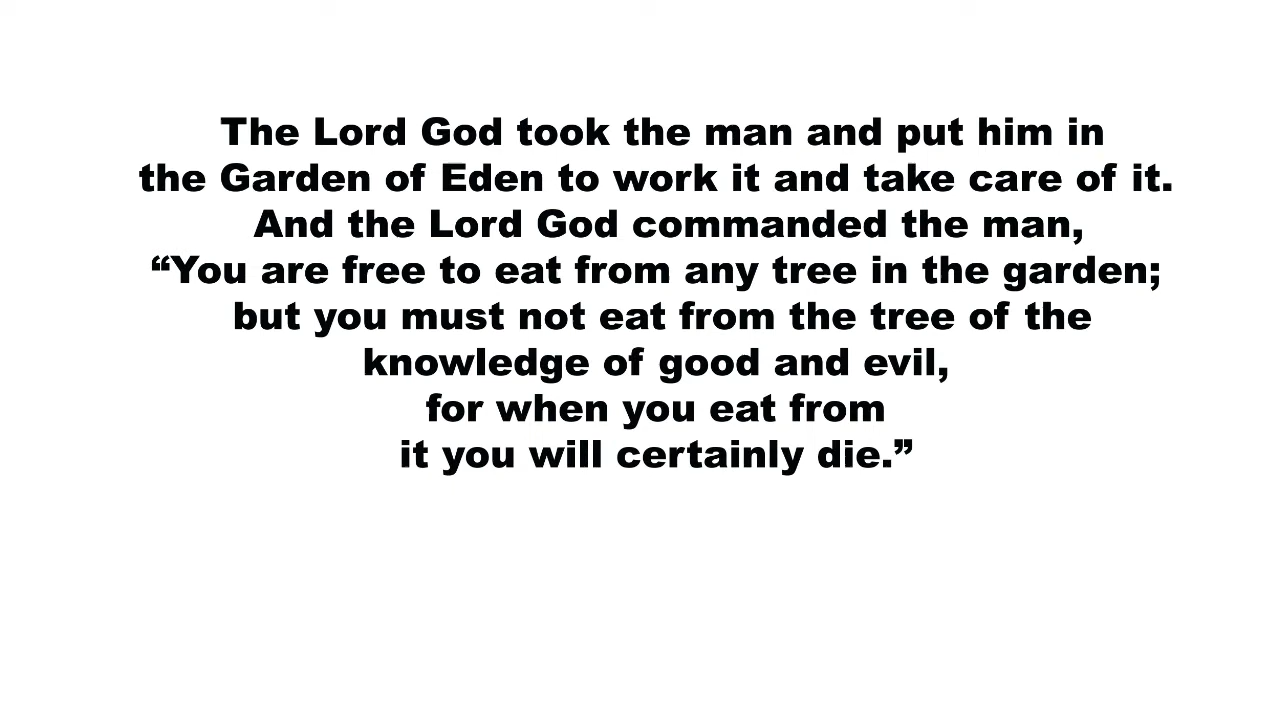 The Lord God took the man and put him in
the Garden of Eden to work it and take care of it.
And the Lord God commanded the man,
“You are free to eat from any tree in the garden;
but you must not eat from the tree of the
knowledge of good and evil,
for when you eat from
it you will certainly die.”